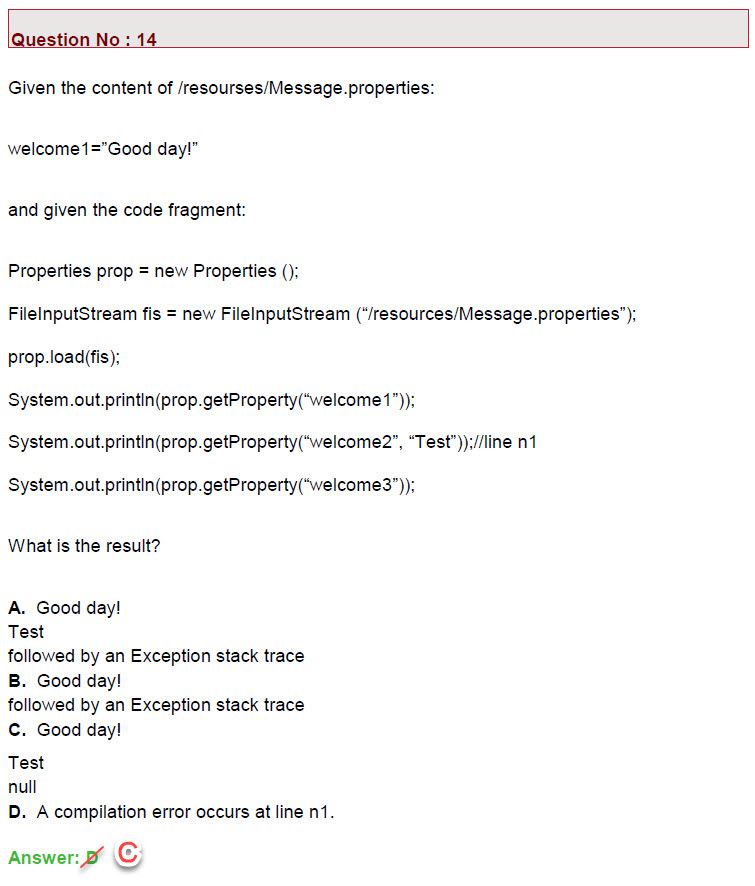 Question No : 14
Given the content of /resourses/Message.properties:
welcome1=”Good day!”
and given the code fragment:
Properties prop = new Properties ();
FileInputStream fis = new FileInputStream (“/resources/Message.properties”);
prop.load(fis);
System.out.println(prop.getProperty(“welcome1”));
System.out.println(prop.getProperty(“welcome2”, “Test”));//line n1
System.out.println(prop.getProperty(“welcome3”));
What is the result?
A. Good day!
Test
followed by an Exception stack trace
B. Good day!
followed by an Exception stack trace
C. Good day!
Test
null
D. A compilation error occurs at line n1.
Answer: D C